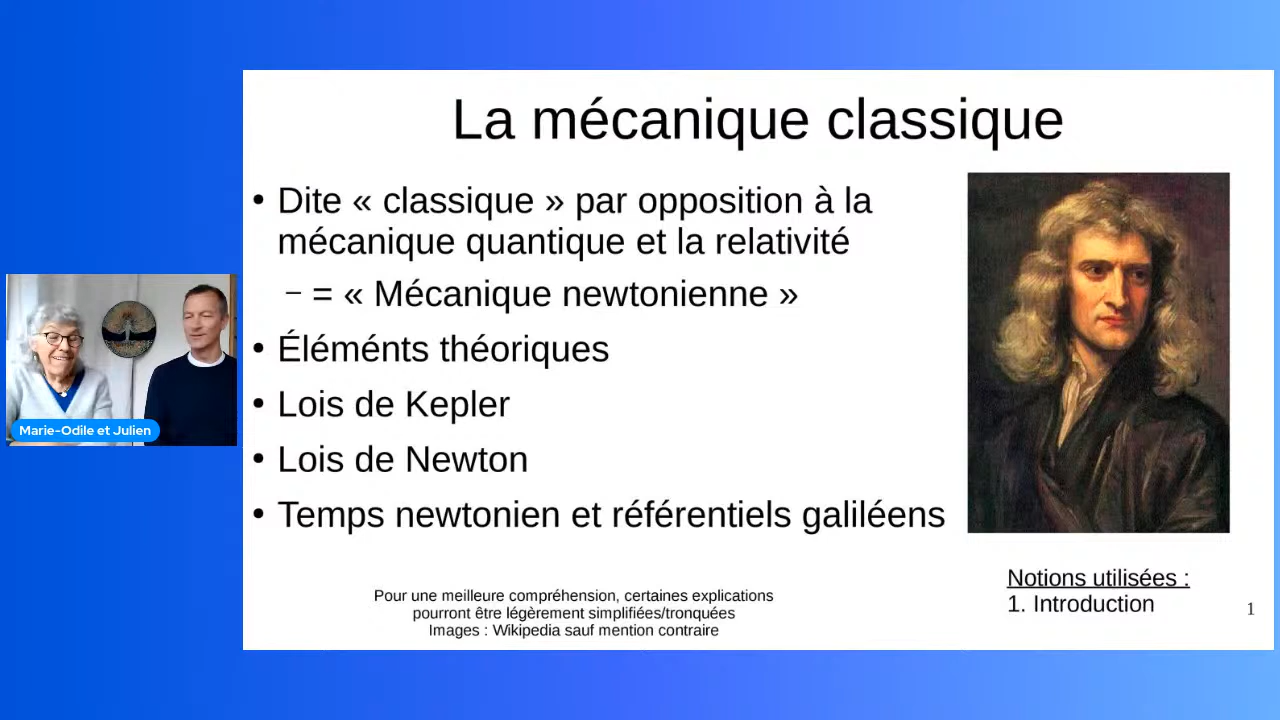 La mécanique classique
• Dite « classique » par opposition à la
mécanique quantique et la relativité
– = « Mécanique newtonienne »
• Éléménts théoriques
• Lois de Kepler
• Lois de Newton
• Temps newtonien et référentiels galiléens
Marie-Odile et Julien
Pour une meilleure compréhension, certaines explications
pourront être légèrement simplifiées/tronquées
Images : Wikipedia sauf mention contraire
Notions utilisées :
1. Introduction
1